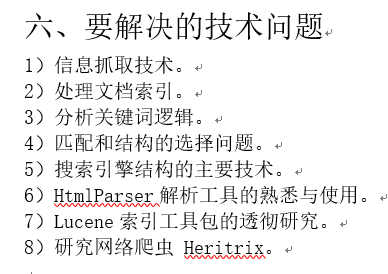 六、要解决的技术问题
1）信息抓取技术。
2）处理文档索引。
3）分析关键词逻辑。
4）匹配和结构的选择问题。
5）搜索引擎结构的主要技术。
6）HtmlParser 解析工具的熟悉与使用。
7）Lucene 索引工具包的透彻研究。
8）研究网络爬虫 Heritrix。